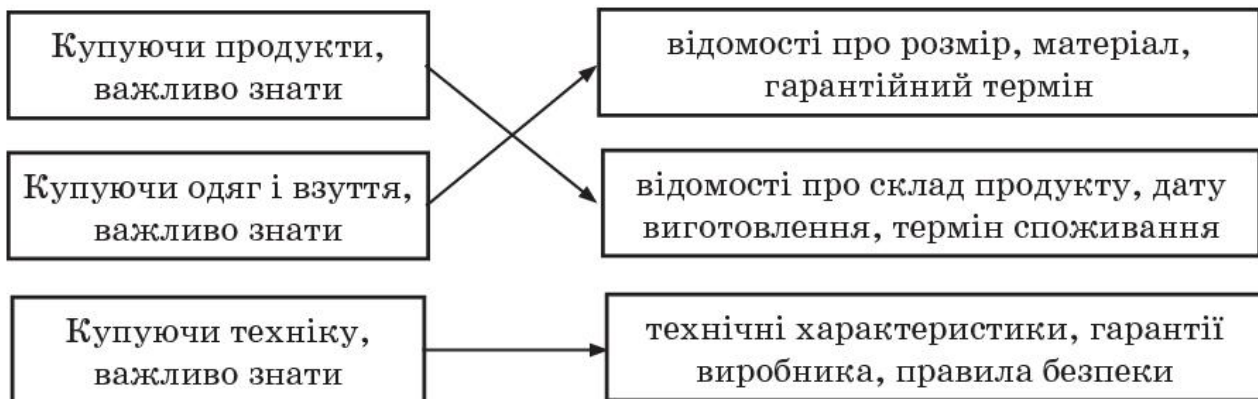 Купуючи продукти,
важливо знати
відомості про розмір, матеріал,
гарантійний термін
Купуючи одяг і взуття,
важливо знати
відомості про склад продукту, дату
виготовлення, термін споживання
Купуючи техніку,
важливо знати
технічні характеристики, гарантії
виробника, правила безпеки